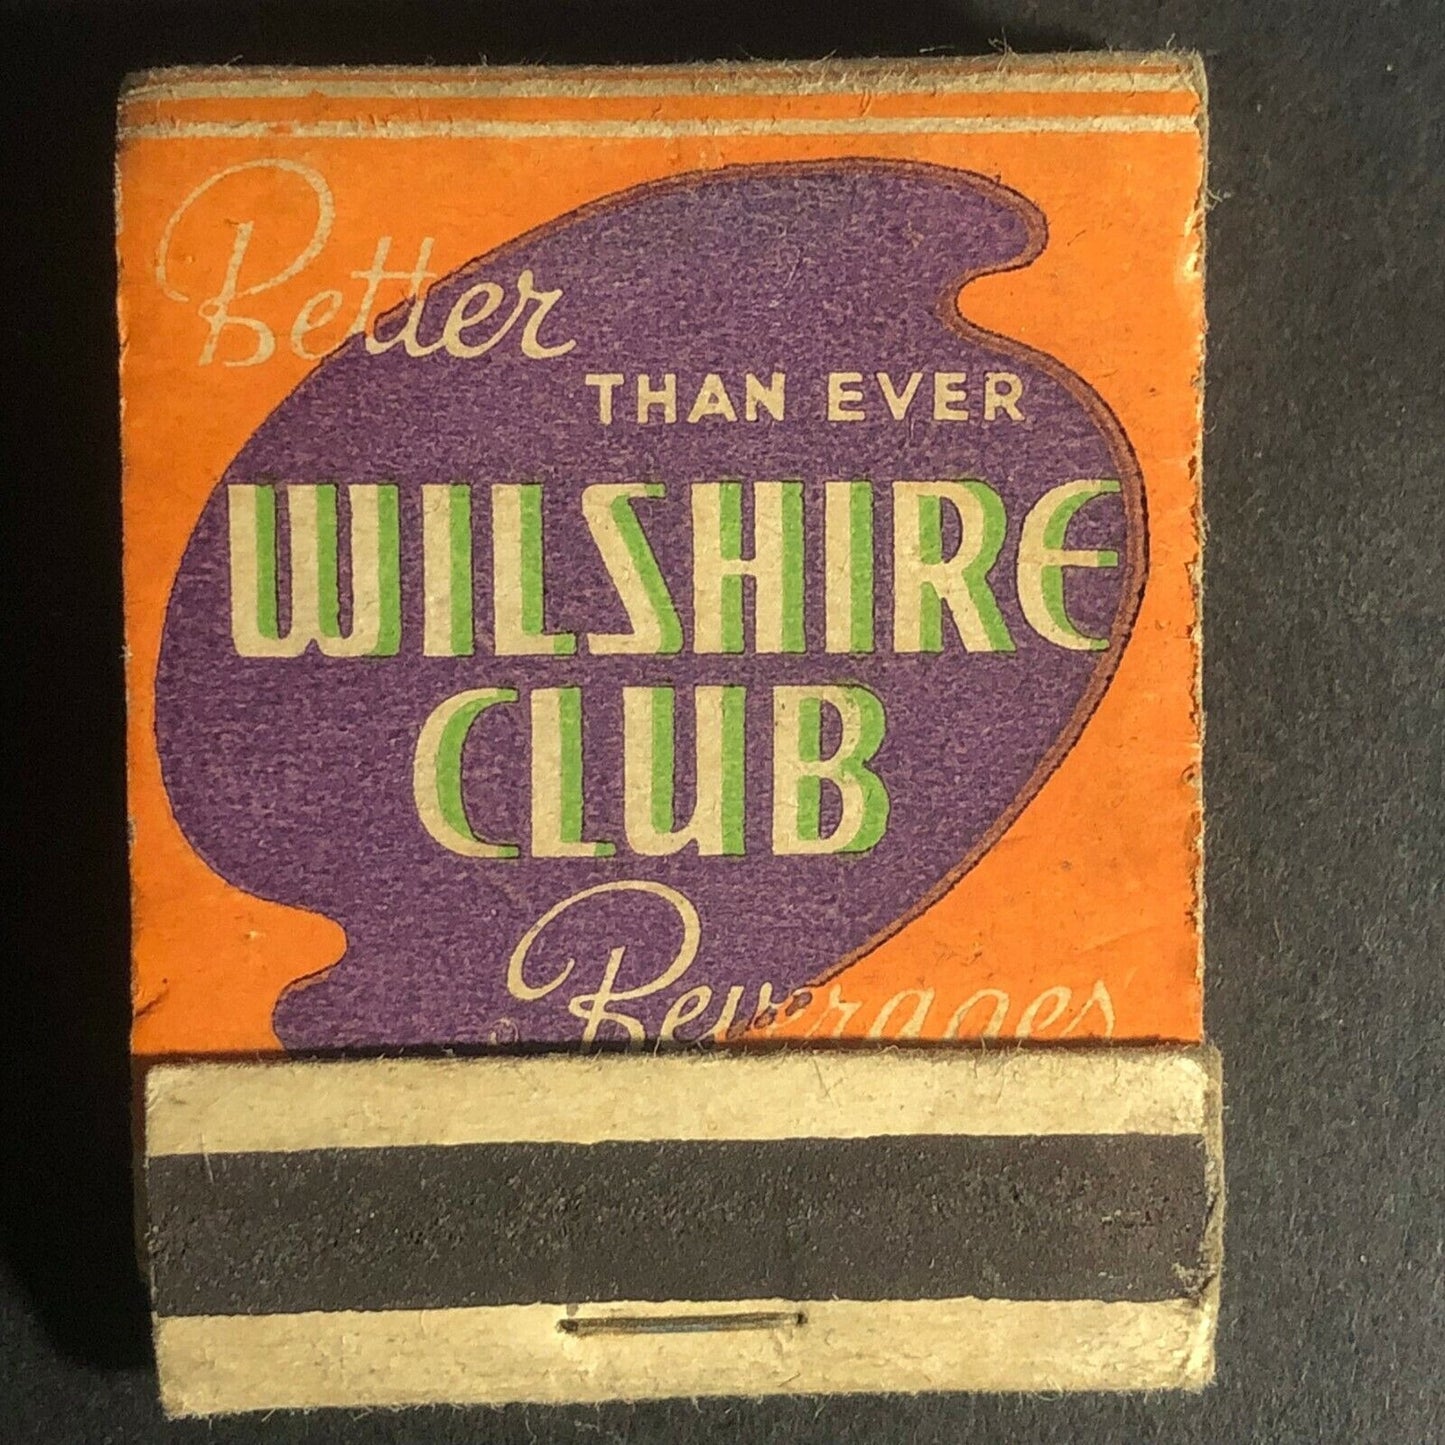 Better
THAN EVER
WILSHIRE
CLUB
Beverages